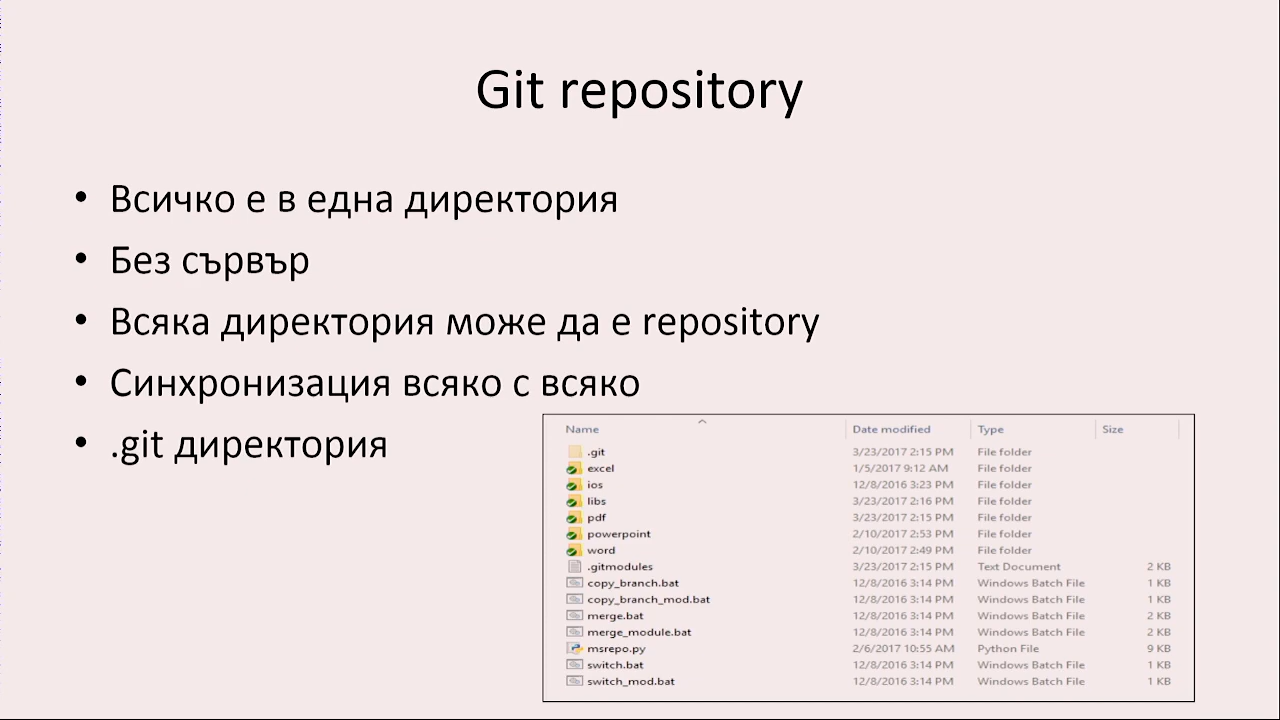 Git repository
• Всичко е в една директория
• Без сървър
• Всяка директория може да е repository
• Синхронизация всяко с всяко
• .git директория
Name Date modified Type Size
.git 3/23/2017 2:15 PM File folder
excel 1/5/2017 9:12 AM File folder
ios 12/8/2016 3:23 PM File folder
libs 3/23/2017 2:16 PM File folder
pdf 3/23/2017 2:15 PM File folder
powerpoint 2/10/2017 2:53 PM File folder
word 2/10/2017 2:49 PM File folder
.gitmodules 3/23/2017 2:15 PM Text Document 2 KB
copy_branch.bat 12/8/2016 3:14 PM Windows Batch File 1 KB
copy_branch_mod.bat 12/8/2016 3:14 PM Windows Batch File 1 KB
merge.bat 12/8/2016 3:14 PM Windows Batch File 2 KB
merge_module.bat 12/8/2016 3:14 PM Windows Batch File 2 KB
msrepo.py 2/6/2017 10:55 AM Python File 9 KB
switch.bat 12/8/2016 3:14 PM Windows Batch File 1 KB
switch_mod.bat 12/8/2016 3:14 PM Windows Batch File 1 KB